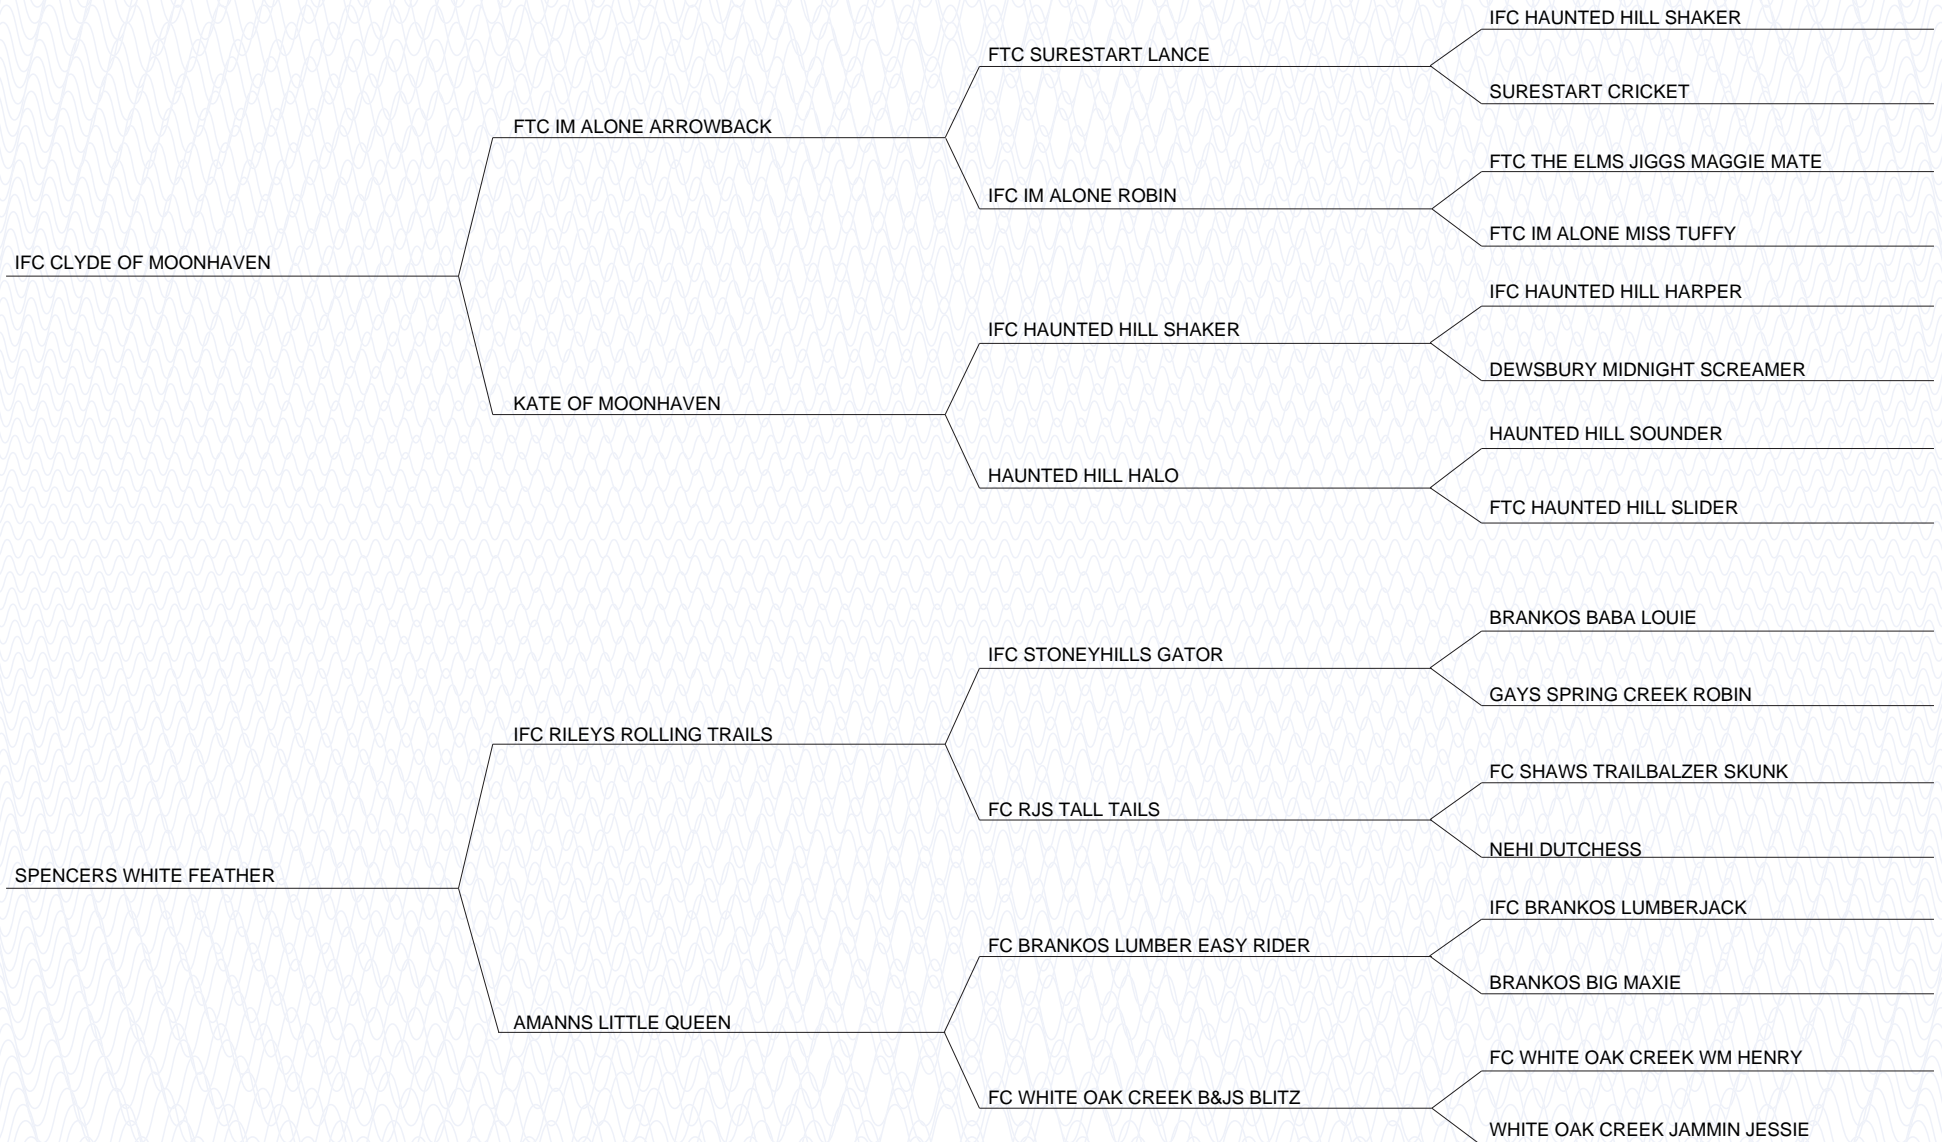 IFC HAUNTED HILL SHAKER
FTC SURESTART LANCE
SURESTART CRICKET
FTC IM ALONE ARROWBACK
FTC THE ELMS JIGGS MAGGIE MATE
IFC IM ALONE ROBIN
FTC IM ALONE MISS TUFFY
IFC CLYDE OF MOONHAVEN
IFC HAUNTED HILL HARPER
IFC HAUNTED HILL SHAKER
DEWSBURY MIDNIGHT SCREAMER
KATE OF MOONHAVEN
HAUNTED HILL SOUNDER
HAUNTED HILL HALO
FTC HAUNTED HILL SLIDER
BRANKOS BABA LOUIE
IFC STONEYHILLS GATOR
GAYS SPRING CREEK ROBIN
IFC RILEYS ROLLING TRAILS
FC SHAWS TRAILBALZER SKUNK
FC RJS TALL TAILS
NEHI DUTCHESS
SPENCERS WHITE FEATHER
IFC BRANKOS LUMBERJACK
FC BRANKOS LUMBER EASY RIDER
BRANKOS BIG MAXIE
AMANNS LITTLE QUEEN
FC WHITE OAK CREEK WM HENRY
FC WHITE OAK CREEK B&JS BLITZ
WHITE OAK CREEK JAMMIN JESSIE